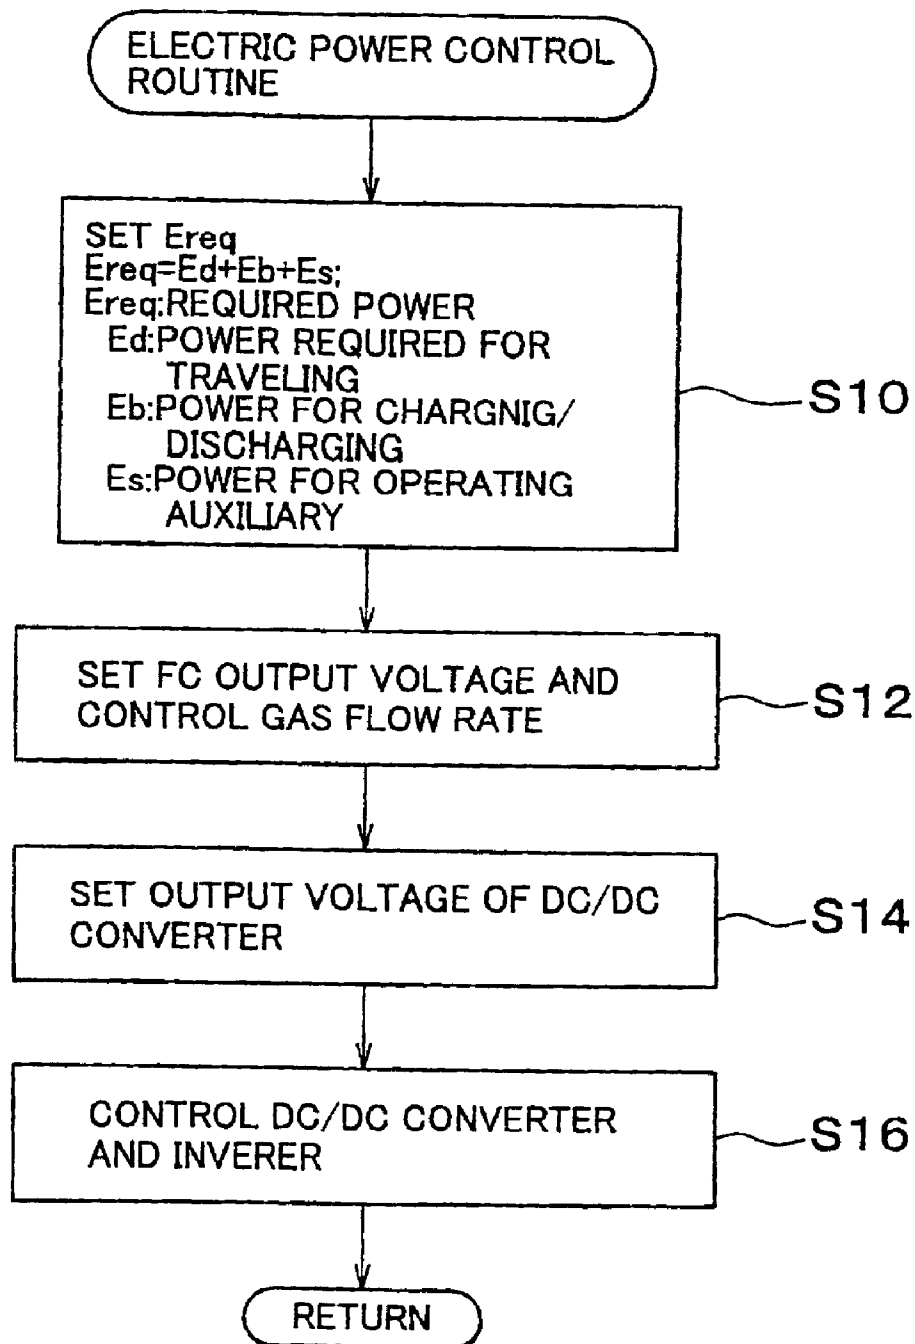 ELECTRIC POWER CONTROL
ROUTINE
SET Ereq
Ereq=Ed+Eb+Es;
Ereq:REQUIRED POWER
Ed:POWER REQUIRED FOR
TRAVELING
Eb:POWER FOR CHARGNIG/
DISCHARGING
Es:POWER FOR OPERATING
AUXILIARY
S10
SET FC OUTPUT VOLTAGE AND
CONTROL GAS FLOW RATE
S12
SET OUTPUT VOLTAGE OF DC/DC
CONVERTER
S14
CONTROL DC/DC CONVERTER
AND INVERER
S16
RETURN